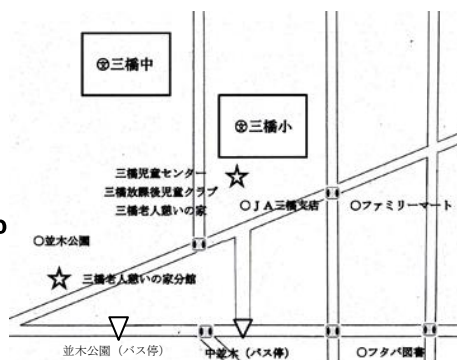 ㊫三橋中
㊫三橋小
三橋児童センター
三橋放課後児童クラブ
三橋老人憩いの家
○JA三橋支店
○ファミリーマート
○並木公園
三橋老人憩いの家分館
並木公園（バス停）
中並木（バス停）
○フタバ図書